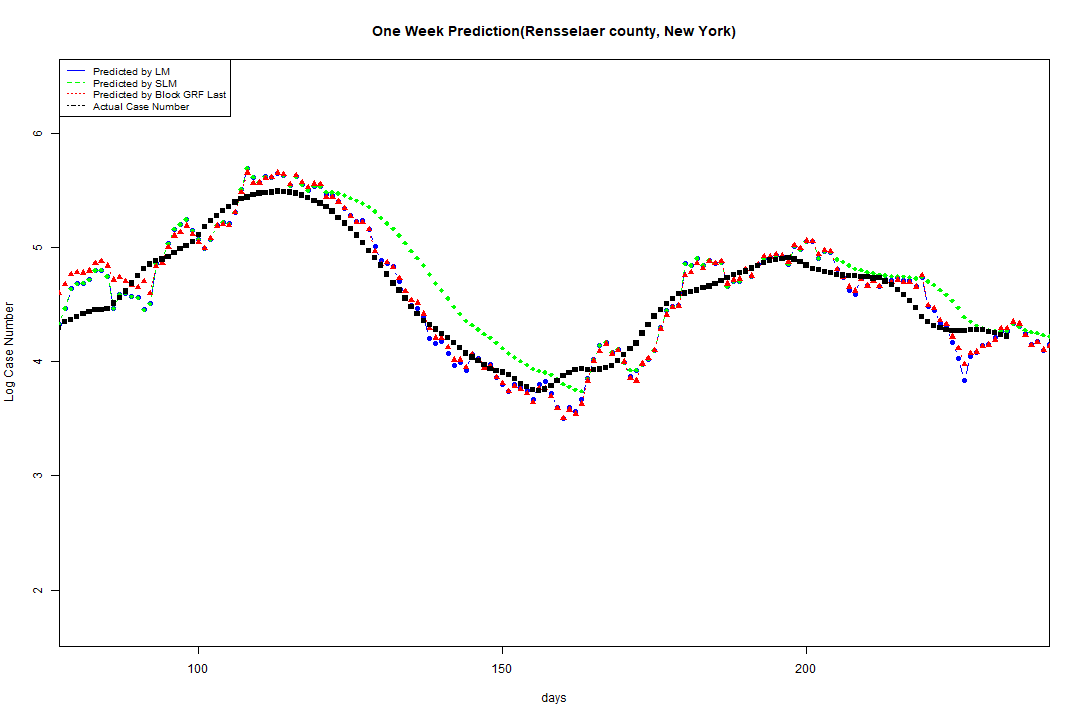 One Week Prediction(Rensselaer county, New York)
Predicted by LM
Predicted by SLM
Predicted by Block GRF Last
Actual Case Number
6
5
4
3
2
Log Case Number
100 150 200
days